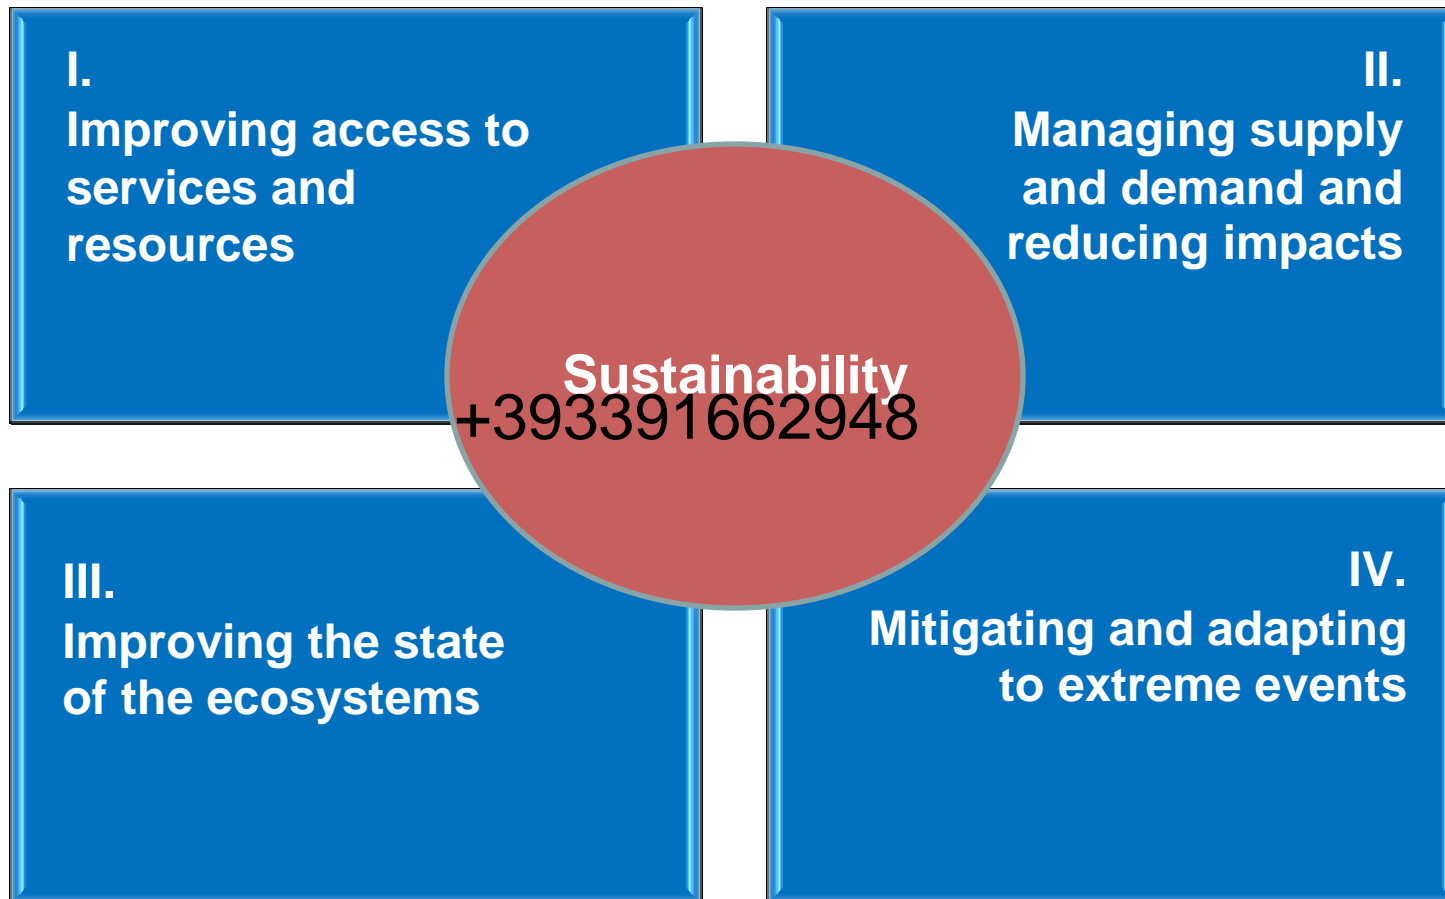 I.
Improving access to
services and
resources
II.
Managing supply
and demand and
reducing impacts
Sustainability
+393391662948
III.
Improving the state
of the ecosystems
IV.
Mitigating and adapting
to extreme events